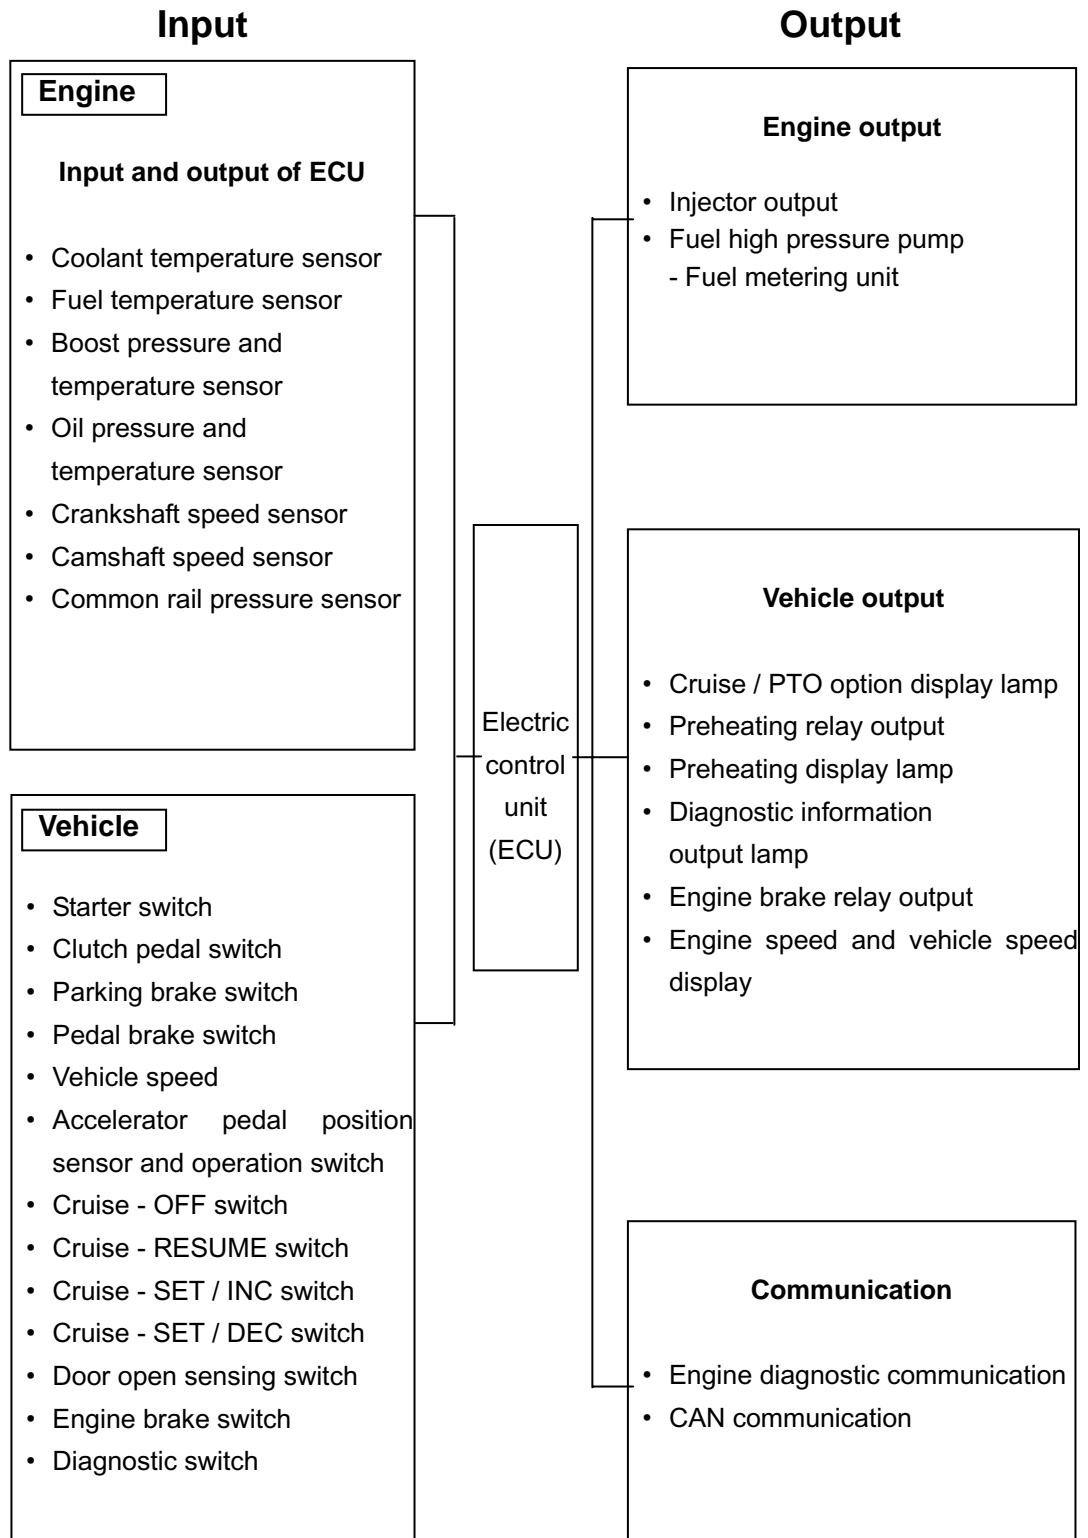 Input
Engine
Input and output of ECU
• Coolant temperature sensor
• Fuel temperature sensor
• Boost pressure and
temperature sensor
• Oil pressure and
temperature sensor
• Crankshaft speed sensor
• Camshaft speed sensor
• Common rail pressure sensor
Vehicle
• Starter switch
• Clutch pedal switch
• Parking brake switch
• Pedal brake switch
• Vehicle speed
• Accelerator pedal position
sensor and operation switch
• Cruise - OFF switch
• Cruise - RESUME switch
• Cruise - SET / INC switch
• Cruise - SET / DEC switch
• Door open sensing switch
• Engine brake switch
• Diagnostic switch
Electric
control
unit
(ECU)
Output
Engine output
• Injector output
• Fuel high pressure pump
- Fuel metering unit
Vehicle output
• Cruise / PTO option display lamp
• Preheating relay output
• Preheating display lamp
• Diagnostic information
output lamp
• Engine brake relay output
• Engine speed and vehicle speed
display
Communication
• Engine diagnostic communication
• CAN communication